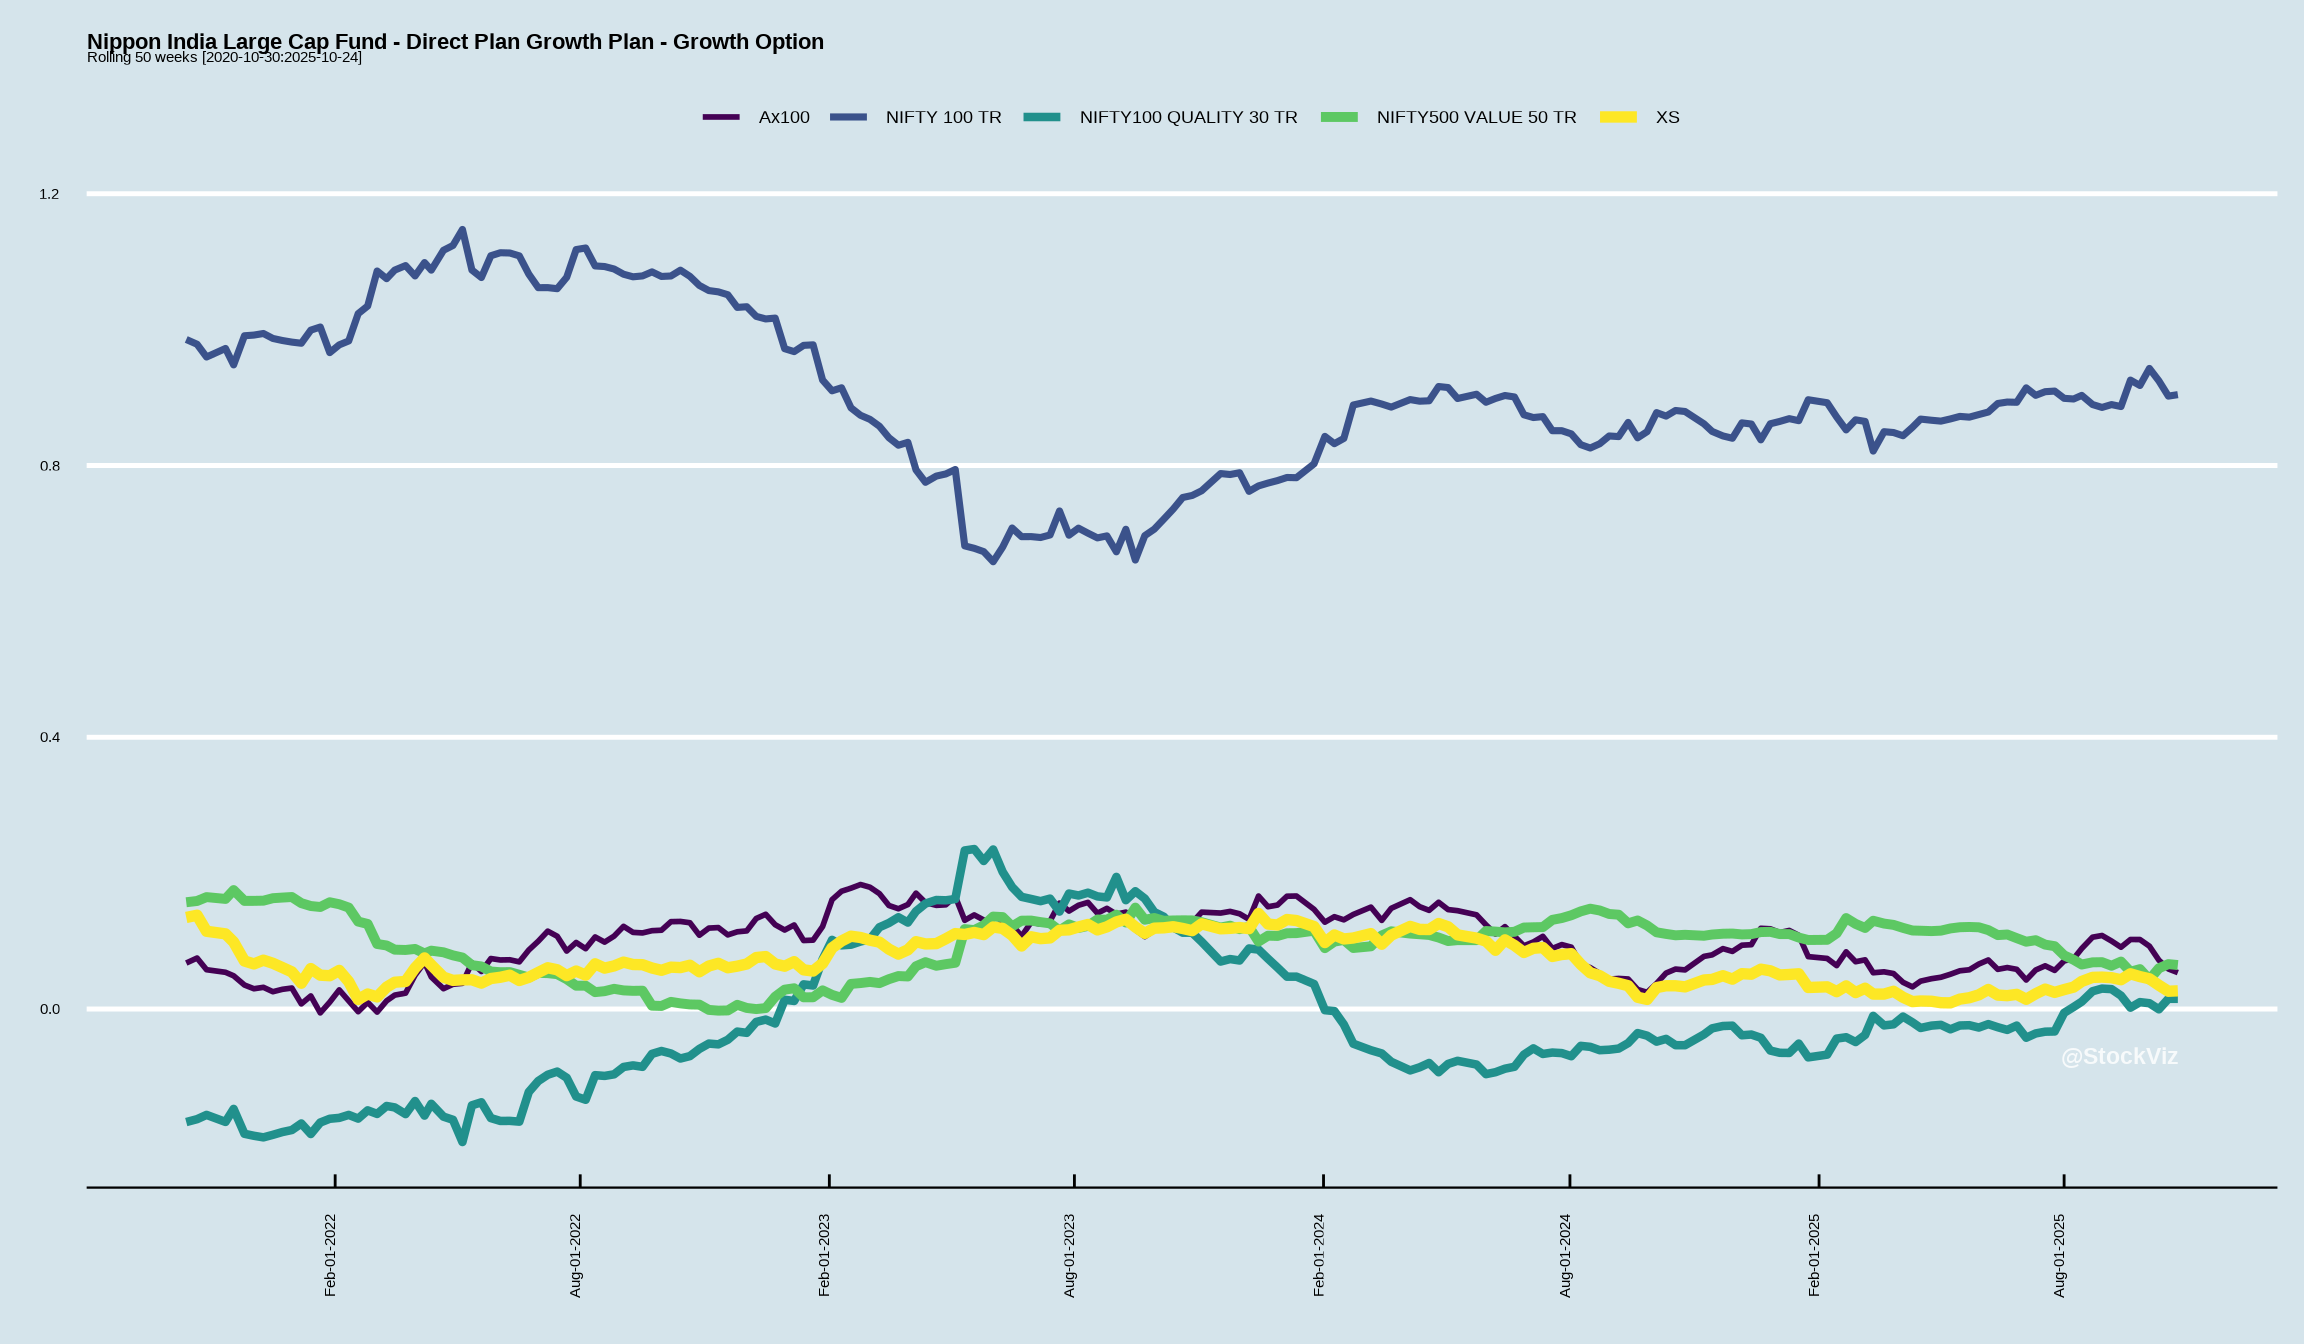 Nippon India Large Cap Fund - Direct Plan Growth Plan - Growth Option
Rolling 50 weeks [2020-10-30:2025-10-24]
Ax100 NIFTY 100 TR NIFTY100 QUALITY 30 TR NIFTY500 VALUE 50 TR XS
1.2
0.8
0.4
0.0
@StockViz
Feb-01-2022
Aug-01-2022
Feb-01-2023
Aug-01-2023
Feb-01-2024
Aug-01-2024
Feb-01-2025
Aug-01-2025